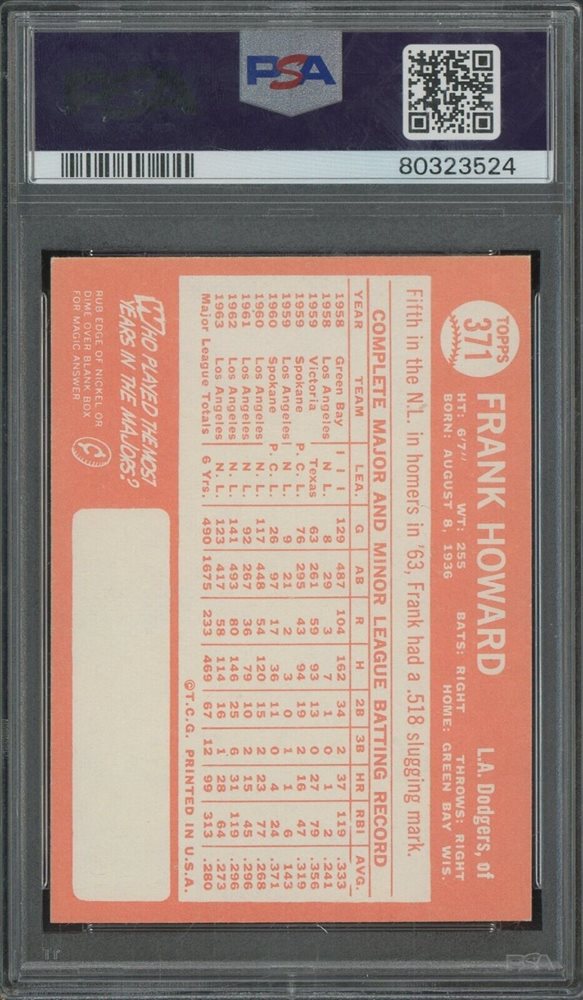 PSA
80323524
TOPPS
371
FRANK HOWARD
L.A. Dodgers, of
HT: 6'7" WT: 255 BATS: RIGHT THROWS: RIGHT
BORN: AUGUST 8, 1936 HOME: GREEN BAY WIS.
Fifth in the N.L. in homers in '63, Frank had a .518 slugging mark.
COMPLETE MAJOR AND MINOR LEAGUE BATTING RECORD
YEAR TEAM LEA. G AB R H 2B 3B HR RBI AVG.
1958 Green Bay I I I 129 487 104 162 34 2 37 119 .333
1958 Los Angeles N. L. 8 29 3 7 1 0 1 2 .241
1959 Victoria Texas 63 261 59 93 13 0 27 79 .356
1959 Spokane P. C. L. 76 295 43 94 19 2 16 47 .319
1959 Los Angeles N. L. 9 21 2 3 0 1 1 6 .143
1960 Spokane P. C. L. 26 97 17 36 11 0 4 24 .371
1960 Los Angeles N. L. 117 448 54 120 15 2 23 77 .268
1961 Los Angeles N. L. 92 267 36 79 10 2 15 45 .296
1962 Los Angeles N. L. 141 493 80 146 25 6 31 119 .296
1963 Los Angeles N. L. 123 417 58 114 16 1 28 64 .273
Major League Totals 6 Yrs. 490 1675 233 469 67 12 99 313 .280
©T.C.G. PRINTED IN U.S.A.
WHO PLAYED THE MOST
YEARS IN THE MAJORS?
RUB EDGE OF NICKEL OR
DIME OVER BLANK BOX
FOR MAGIC ANSWER
PSA